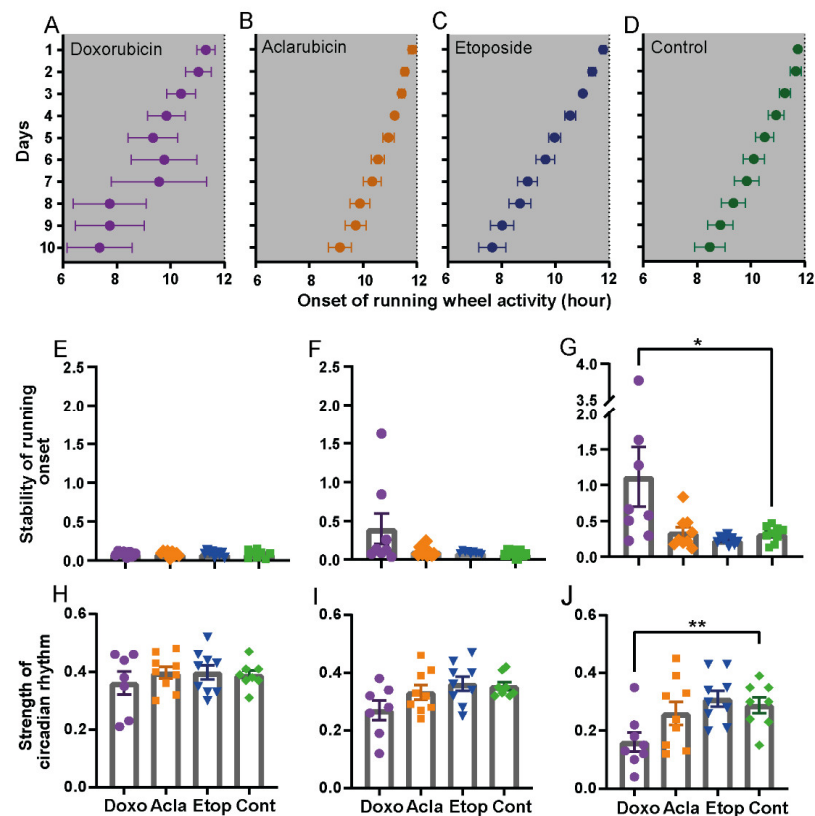 A
B
C
D
Doxorubicin
Aclarubicin
Etoposide
Control
Days
1
2
3
4
5
6
7
8
9
10
6 8 10 12
6 8 10 12
6 8 10 12
6 8 10 12
Onset of running wheel activity (hour)
E
F
G
*
Stability of running
onset
2.5
2.0
1.5
1.0
0.5
0.0
2.5
2.0
1.5
1.0
0.5
0.0
4.0
3.5
2.0
1.5
1.0
0.5
0.0
H
I
J
**
Strength of
circadian rhythm
0.6
0.4
0.2
0.0
0.6
0.4
0.2
0.0
0.6
0.4
0.2
0.0
Doxo Acla Etop Cont
Doxo Acla Etop Cont
Doxo Acla Etop Cont